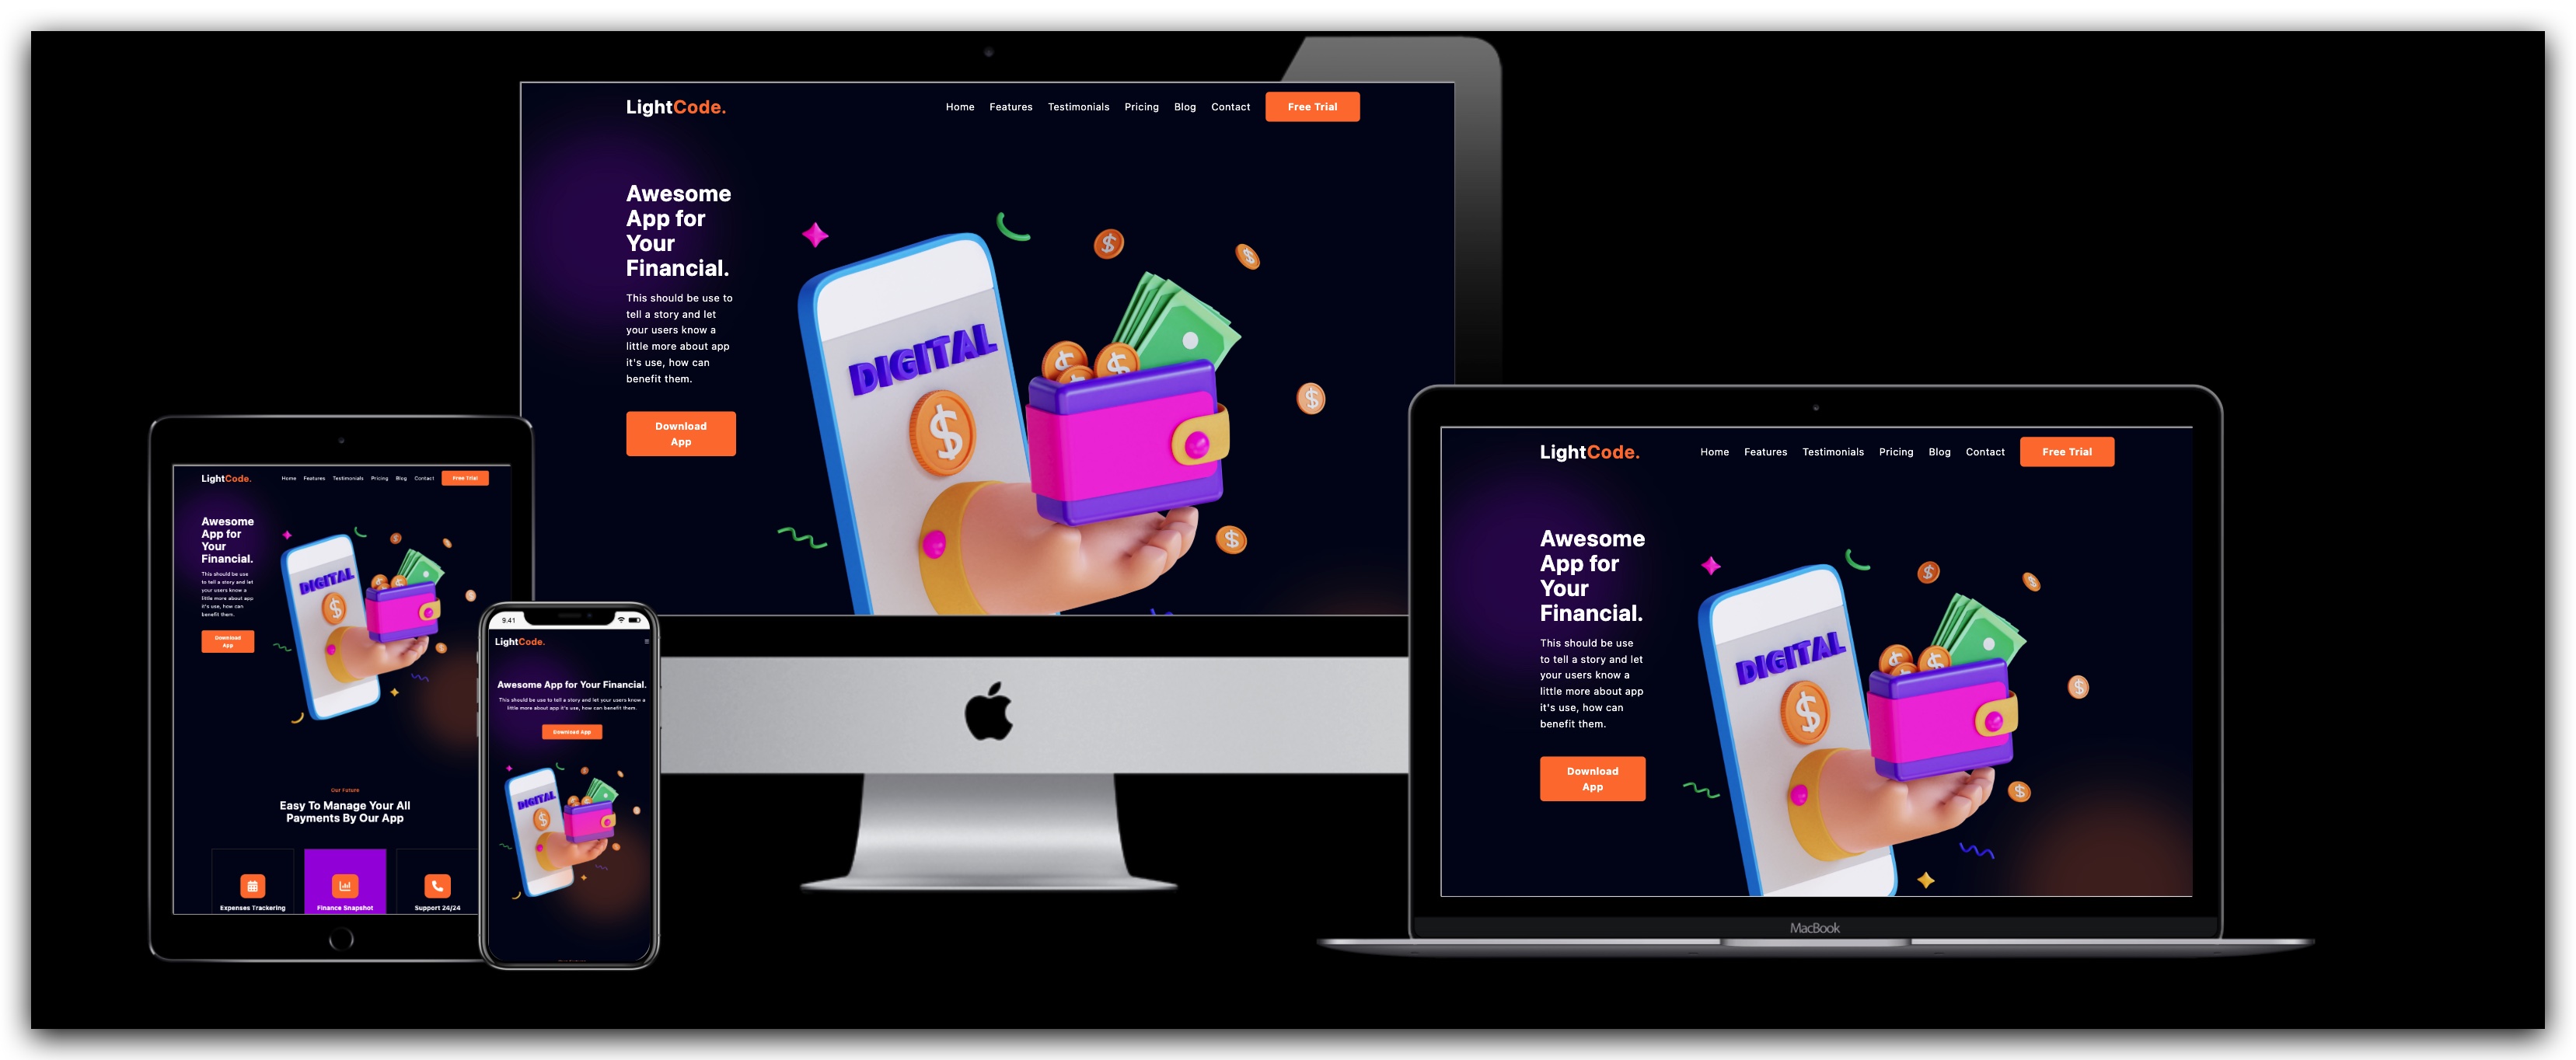 LightCode.
Home Features Testimonials Pricing Blog Contact Free Trial
Awesome
App for
Your
Financial.
This should be use to
tell a story and let
your users know a
little more about app
it's use, how can
benefit them.
Download
App
DIGITAL
LightCode.
Home Features Testimonials Pricing Blog Contact Free Trial
Awesome
App for
Your
Financial.
This should be use
to tell a story and let
your users know a
little more about app
it's use, how can
benefit them.
Download
App
DIGITAL
Our Future
Easy To Manage Your All
Payments By Our App
Expenses Trackering
Finance Snapshot
Support 24/24
9.41
LightCode.
Awesome App for Your Financial.
This should be use to tell a story and let your users know a
little more about app it's use, how can benefit them.
Download App
DIGITAL
LightCode.
Home Features Testimonials Pricing Blog Contact Free Trial
Awesome
App for
Your
Financial.
This should be use
to tell a story and let
your users know a
little more about app
it's use, how can
benefit them.
Download
App
DIGITAL
MacBook